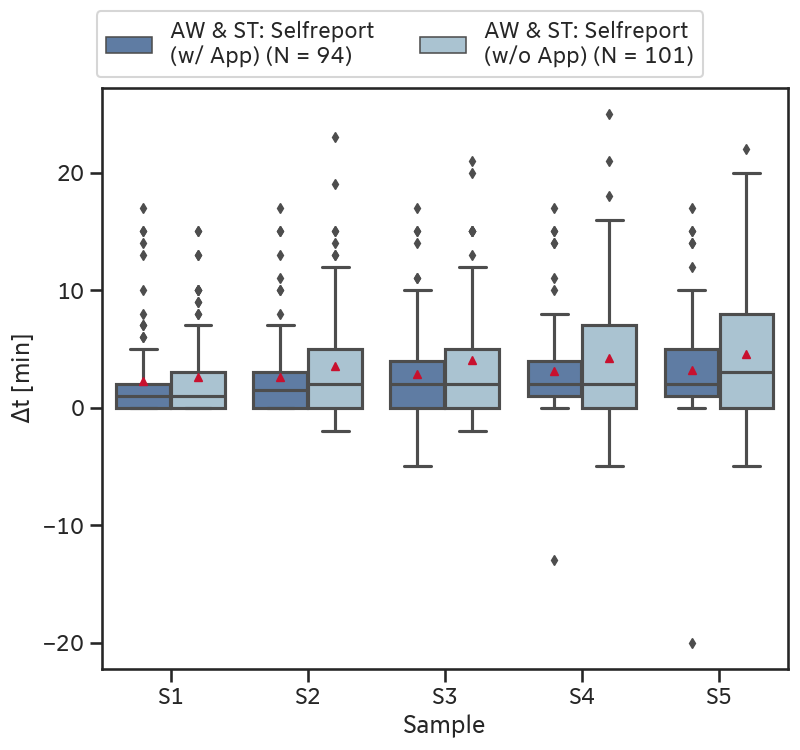 AW & ST: Selfreport
(w/ App) (N = 94)
AW & ST: Selfreport
(w/o App) (N = 101)
Δt [min]
20
10
0
−10
−20
S1 S2 S3 S4 S5
Sample